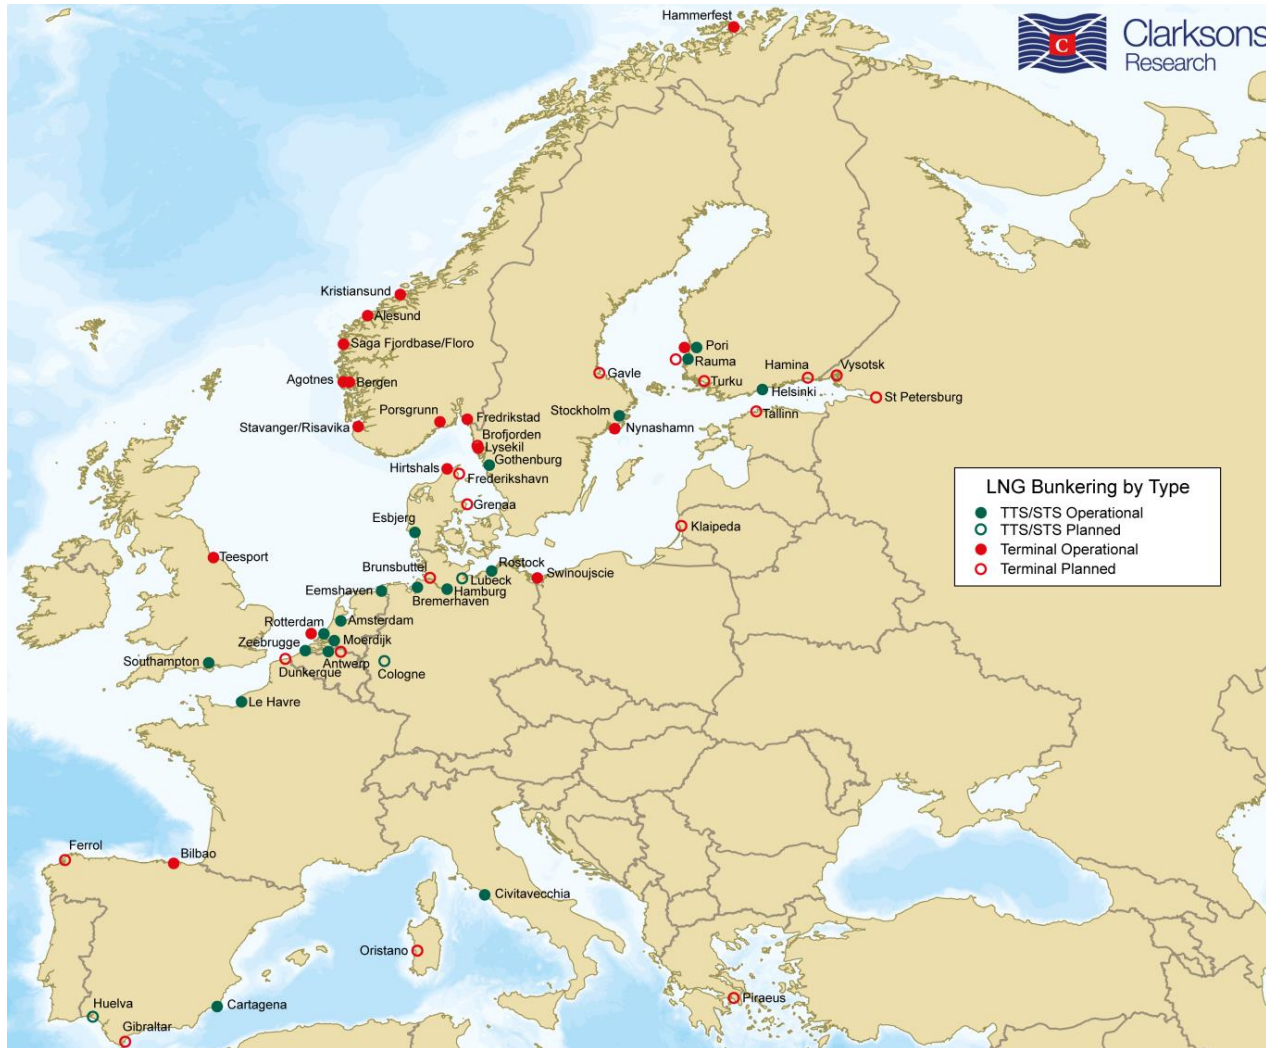 Hammerfest
Clarksons
C
Research
Kristiansund
Alesund
Saga Fjordbase/Floro
Agotnes
Bergen
Porsgrunn
Fredrikstad
Stavanger/Risavika
Brofjorden
Lysekil
Gothenburg
Hirtshals
Frederikshavn
Grenaa
Esbjerg
Gavle
Pori
Rauma
Turku
Hamina
Vysotsk
Helsinki
St Petersburg
Tallinn
Stockholm
Nynashamn
LNG Bunkering by Type
TTS/STS Operational
TTS/STS Planned
Terminal Operational
Terminal Planned
Klaipeda
Teesport
Brunsbuttel
Rostock
Lubeck
Swinoujscie
Eemshaven
Hamburg
Bremerhaven
Rotterdam
Amsterdam
Zeebrugge
Moerdijk
Southampton
Antwerp
Dunkerque
Cologne
Le Havre
Ferrol
Bilbao
Civitavecchia
Oristano
Huelva
Cartagena
Gibraltar
Piraeus